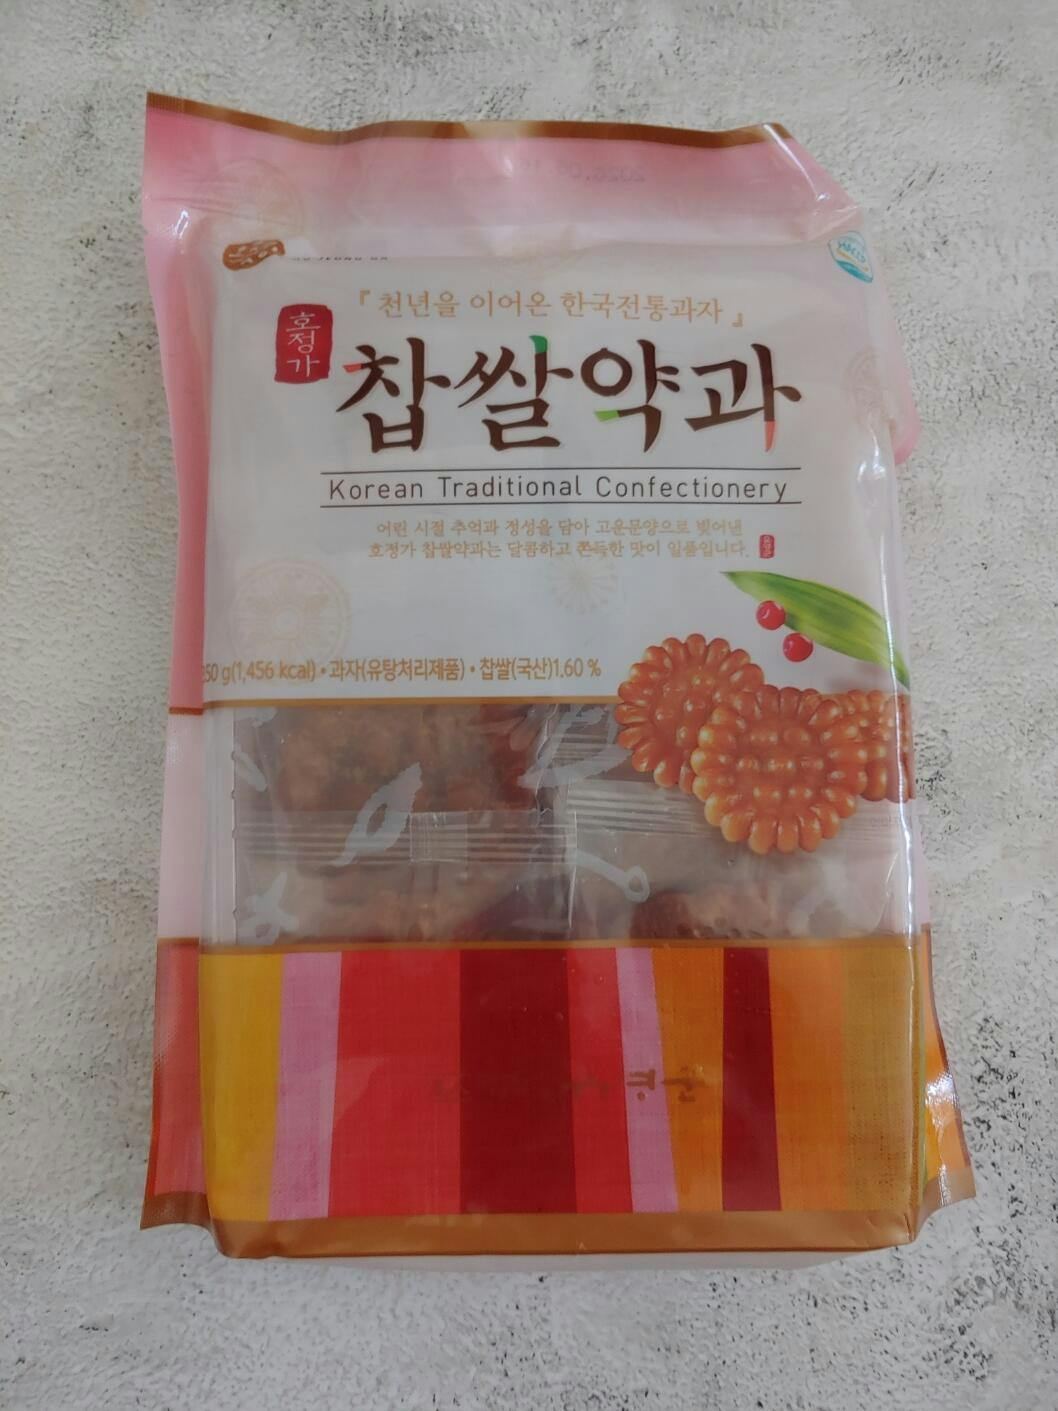 HACCP
『천년을 이어온 한국전통과자』
호정가
찹쌀약과
Korean Traditional Confectionery
어린 시절 추억과 정성을 담아 고운문양으로 빚어낸
호정가 찹쌀약과는 달콤하고 쫀득한 맛이 일품입니다.
50 g(1,456 kcal) • 과자(유탕처리제품) • 찹쌀(국산)1.60 %